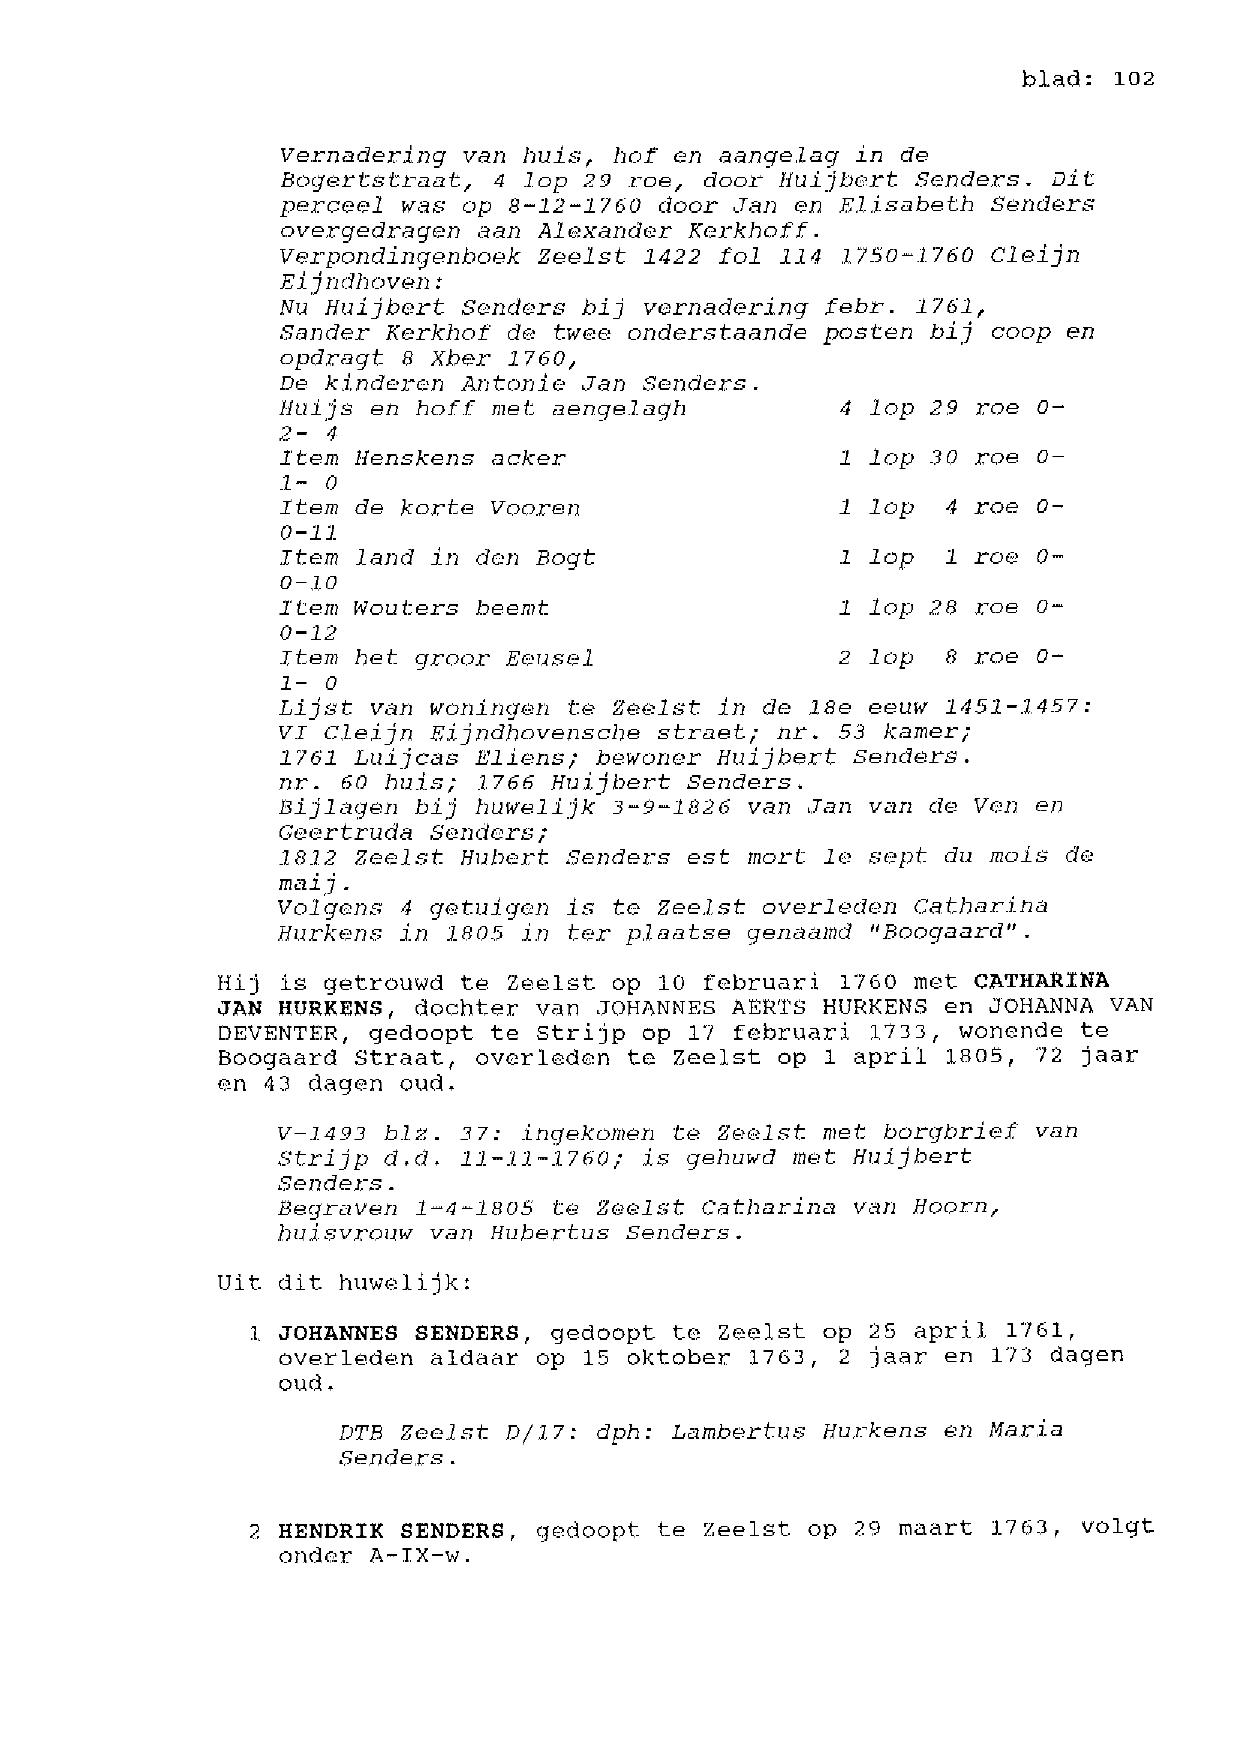 blad: 102
Vernadering van huis, hof en aangelag in de
Bogertstraat, 4 lop 29 roe, door Huijbert Senders. Dit
perceel was op 8-12-1760 door Jan en Elisabeth Senders
overgedragen aan Alexander Kerkhoff.
Verpondingenboek Zeelst 1422 fol 114 1750-1760 Cleijn
Eijndhoven:
Nu Huijbert Senders bij vernadering febr. 1761,
Sander Kerkhof de twee onderstaande posten bij coop en
opdragt 8 Xber 1760,
De kinderen Antonie Jan Senders.
Huijs en hoff met aengelagh 4 lop 29 roe 0-
2- 4
Item Henskens acker 1 lop 30 roe 0-
1- 0
Item de korte Vooren 1 lop 4 roe 0-
0-11
Item land in den Bogt 1 lop 1 roe 0-
0-10
Item Wouters beemt 1 lop 28 roe 0-
0-12
Item het groor Eeusel 2 lop 8 roe 0-
1- 0
Lijst van woningen te Zeelst in de 18e eeuw 1451-1457:
VI Cleijn Eijndhovensche straet; nr. 53 kamer;
1761 Luijcas Eliens; bewoner Huijbert Senders.
nr. 60 huis; 1766 Huijbert Senders.
Bijlagen bij huwelijk 3-9-1826 van Jan van de Ven en
Geertruda Senders;
1812 Zeelst Hubert Senders est mort le sept du mois de
maij.
Volgens 4 getuigen is te Zeelst overleden Catharina
Hurkens in 1805 in ter plaatse genaamd "Boogaard".
Hij is getrouwd te Zeelst op 10 februari 1760 met CATHARINA
JAN HURKENS, dochter van JOHANNES AERTS HURKENS en JOHANNA VAN
DEVENTER, gedoopt te Strijp op 17 februari 1733, wonende te
Boogaard Straat, overleden te Zeelst op 1 april 1805, 72 jaar
en 43 dagen oud.
V-1493 blz. 37: ingekomen te Zeelst met borgbrief van
Strijp d.d. 11-11-1760; is gehuwd met Huijbert
Senders.
Begraven 1-4-1805 te Zeelst Catharina van Hoorn,
huisvrouw van Hubertus Senders.
Uit dit huwelijk:
1 JOHANNES SENDERS, gedoopt te Zeelst op 25 april 1761,
overleden aldaar op 15 oktober 1763, 2 jaar en 173 dagen
oud.
DTB Zeelst D/17: dph: Lambertus Hurkens en Maria
Senders.
2 HENDRIK SENDERS, gedoopt te Zeelst op 29 maart 1763, volgt
onder A-IX-w.